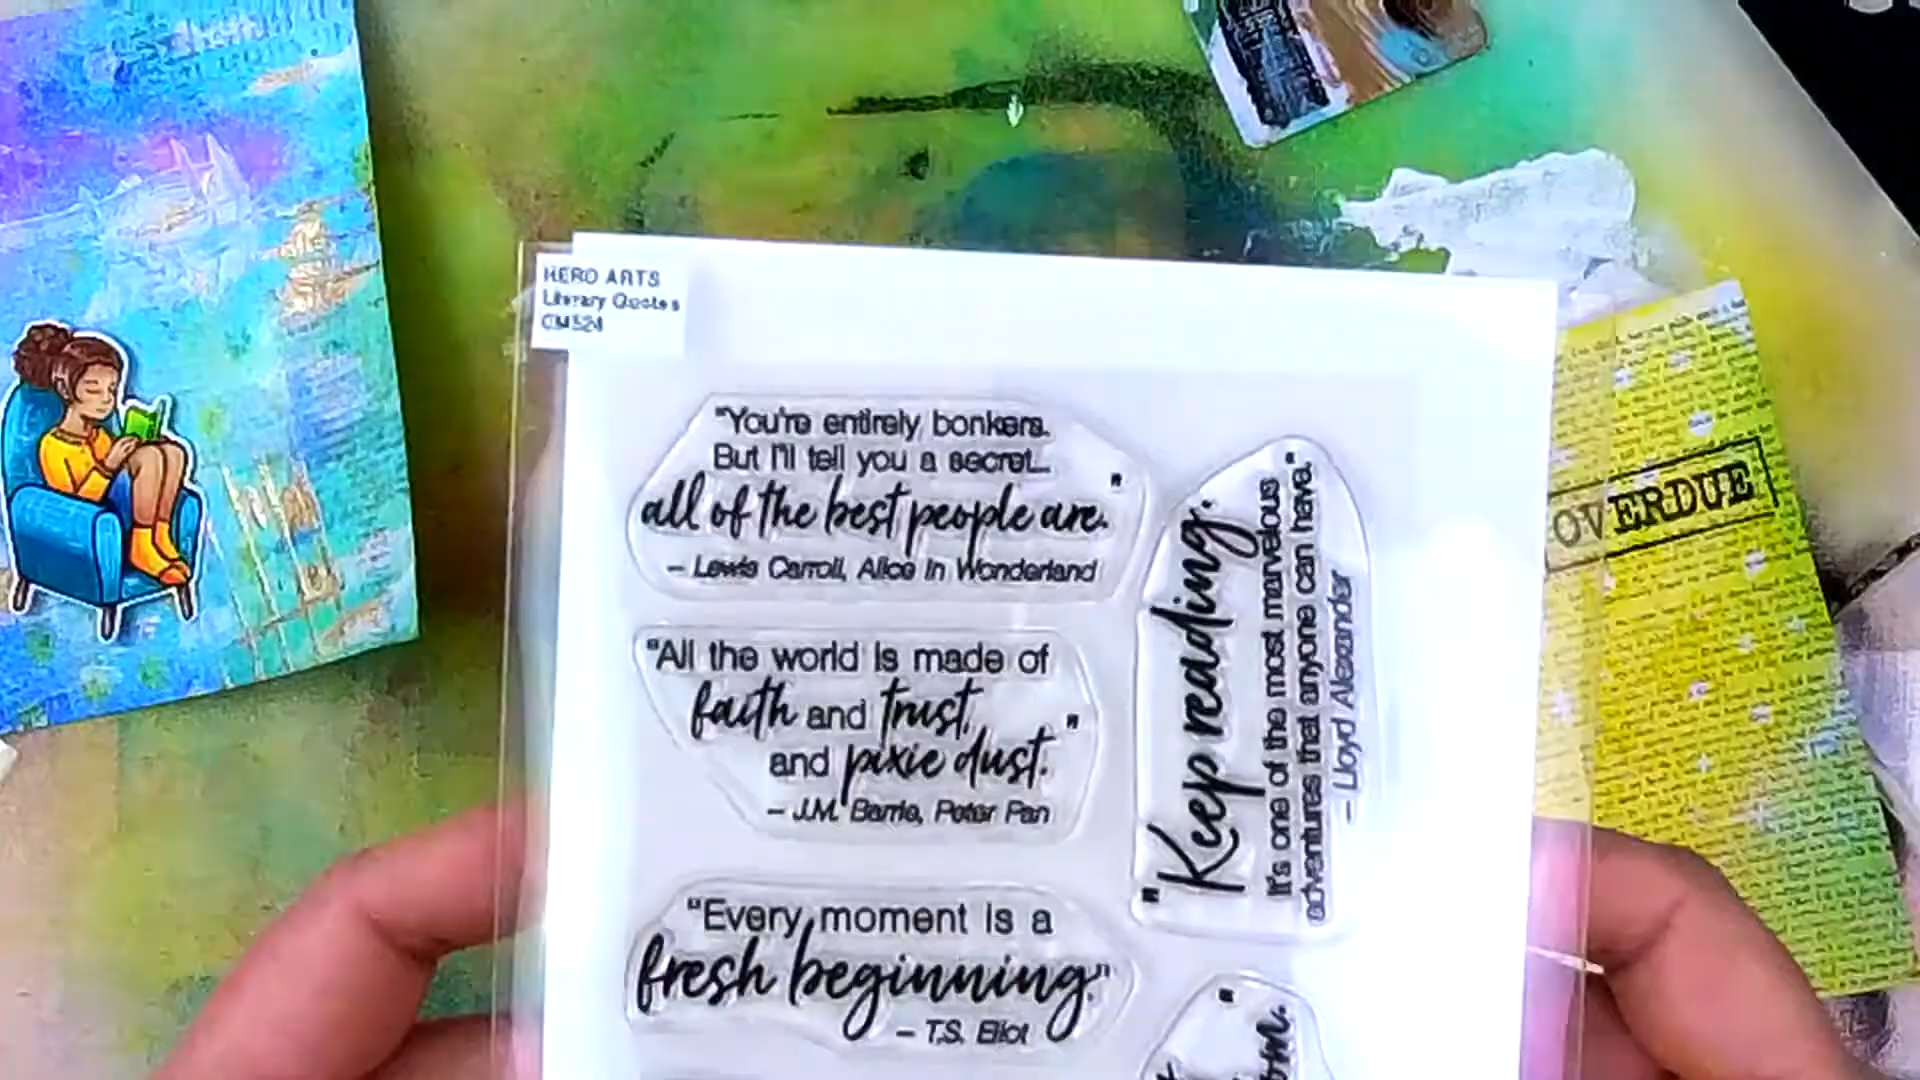 HERO ARTS
Literary Quotes
CM524
"You're entirely bonkers.
But I'll tell you a secret...
all of the best people are."
– Lewis Carroll, Alice in Wonderland
"All the world is made of
faith and trust,
and pixie dust."
– J.M. Barrie, Peter Pan
"Every moment is a
fresh beginning."
– T.S. Eliot
"Keep reading.
It's one of the most marvelous
adventures that anyone can have."
– Lloyd Alexander
OVERDUE